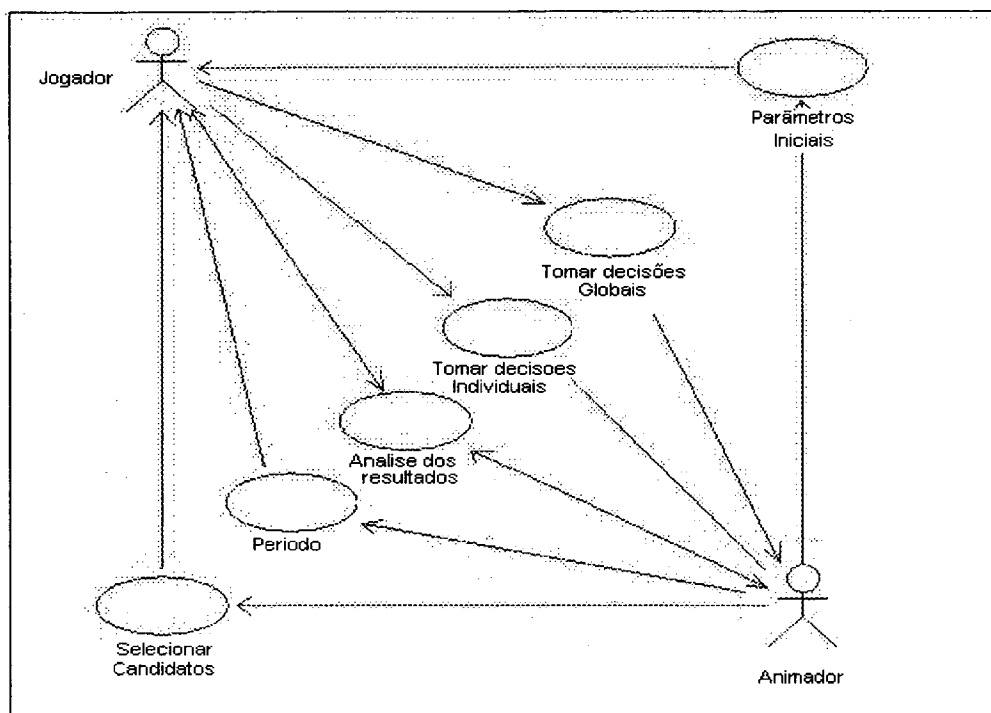 Jogador
Parâmetros
Iniciais
Tomar decisões
Globais
Tomar decisoes
Individuais
Analise dos
resultados
Periodo
Selecionar
Candidatos
Animador